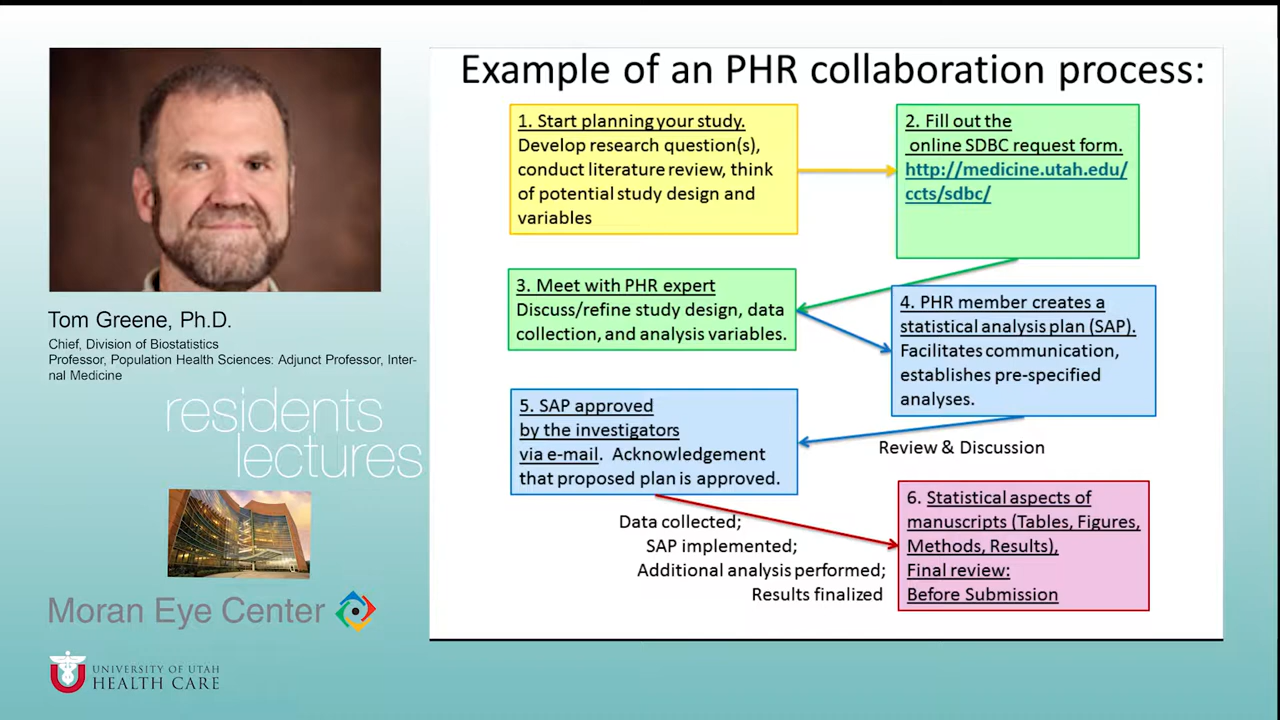 Example of an PHR collaboration process:
1. Start planning your study.
Develop research question(s),
conduct literature review, think
of potential study design and
variables
2. Fill out the
online SDBC request form.
http://medicine.utah.edu/
ccts/sdbc/
3. Meet with PHR expert
Discuss/refine study design, data
collection, and analysis variables.
4. PHR member creates a
statistical analysis plan (SAP).
Facilitates communication,
establishes pre-specified
analyses.
5. SAP approved
by the investigators
via e-mail. Acknowledgement
that proposed plan is approved.
Review & Discussion
Data collected;
SAP implemented;
Additional analysis performed;
Results finalized
6. Statistical aspects of
manuscripts (Tables, Figures,
Methods, Results),
Final review:
Before Submission
Tom Greene, Ph.D.
Chief, Division of Biostatistics
Professor, Population Health Sciences: Adjunct Professor, Inter-
nal Medicine
residents
lectures
Moran Eye Center
UNIVERSITY OF UTAH
HEALTH CARE